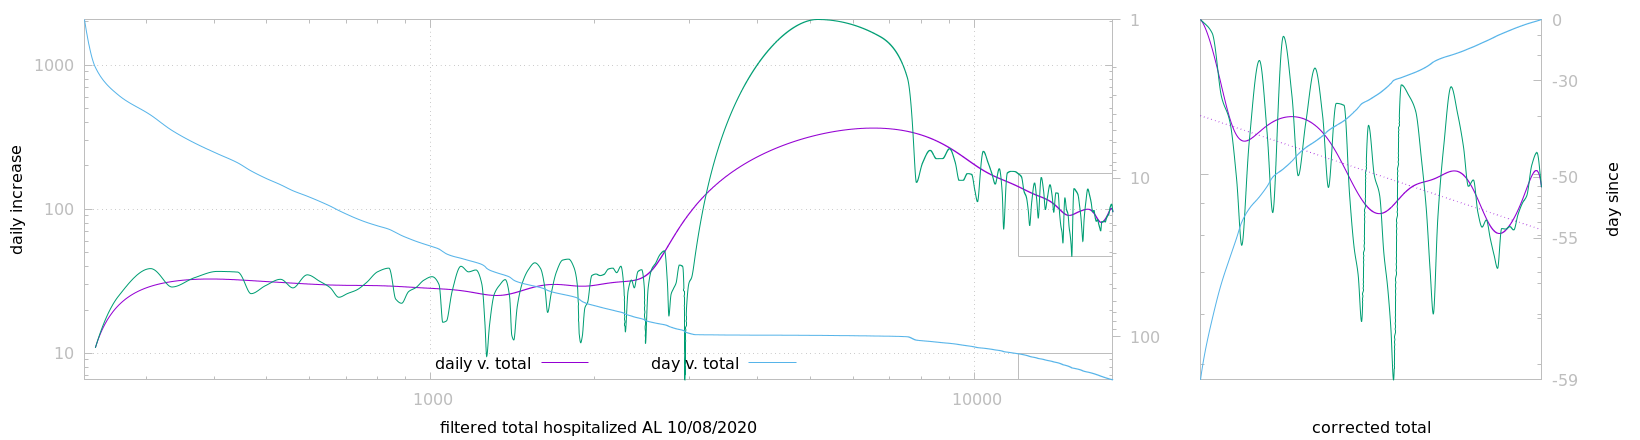 daily increase
1000
100
10
1000
10000
filtered total hospitalized AL 10/08/2020
daily v. total
day v. total
1
10
100
0
-30
-50
-55
-59
day since
corrected total